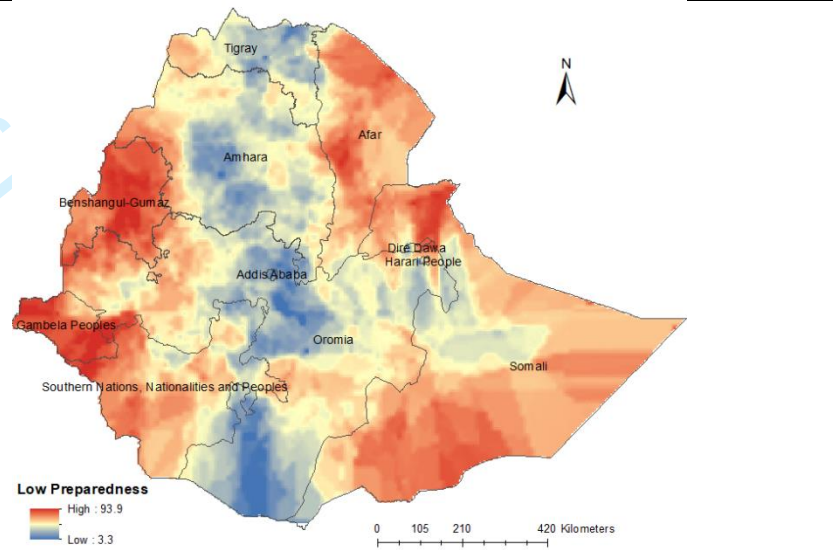 Tigray
N
Afar
Amhara
Benshangul-Gumaz
Dire Dawa
Harari People
Addis Ababa
Gambela Peoples
Oromia
Somali
Southern Nations, Nationalities and Peoples
Low Preparedness
High : 93.9
Low : 3.3
0 105 210 420 Kilometers